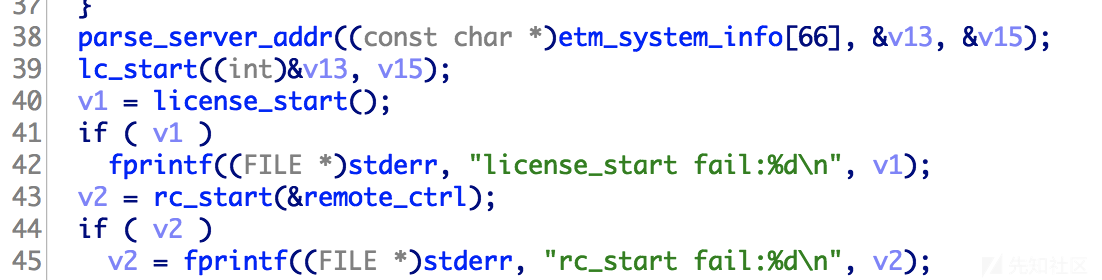 37 }
38 parse_server_addr((const char *)etm_system_info[66], &v13, &v15);
39 lc_start((int)&v13, v15);
40 v1 = license_start();
41 if ( v1 )
42 fprintf((FILE *)stderr, "license_start fail:%d\n", v1);
43 v2 = rc_start(&remote_ctrl);
44 if ( v2 )
45 v2 = fprintf((FILE *)stderr, "rc_start fail:%d\n", v2);
先知社区